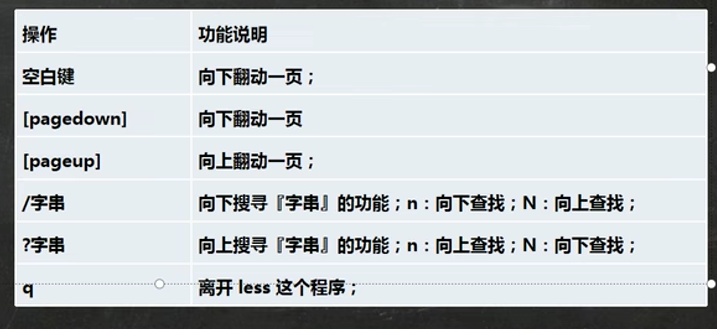 操作 功能说明
空白键 向下翻动一页；
[pagedown] 向下翻动一页
[pageup] 向上翻动一页；
/字串 向下搜寻『字串』的功能；n：向下查找；N：向上查找；
?字串 向上搜寻『字串』的功能；n：向上查找；N：向下查找；
q 离开 less 这个程序；